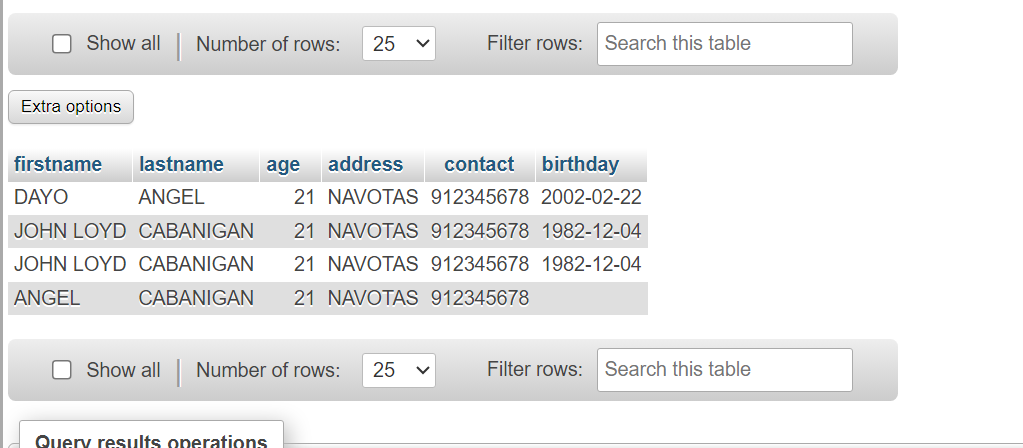 Show all Number of rows: 25 Filter rows: Search this table
Extra options
firstname lastname age address contact birthday
DAYO ANGEL 21 NAVOTAS 912345678 2002-02-22
JOHN LOYD CABANIGAN 21 NAVOTAS 912345678 1982-12-04
JOHN LOYD CABANIGAN 21 NAVOTAS 912345678 1982-12-04
ANGEL CABANIGAN 21 NAVOTAS 912345678
Show all Number of rows: 25 Filter rows: Search this table
Query results operations